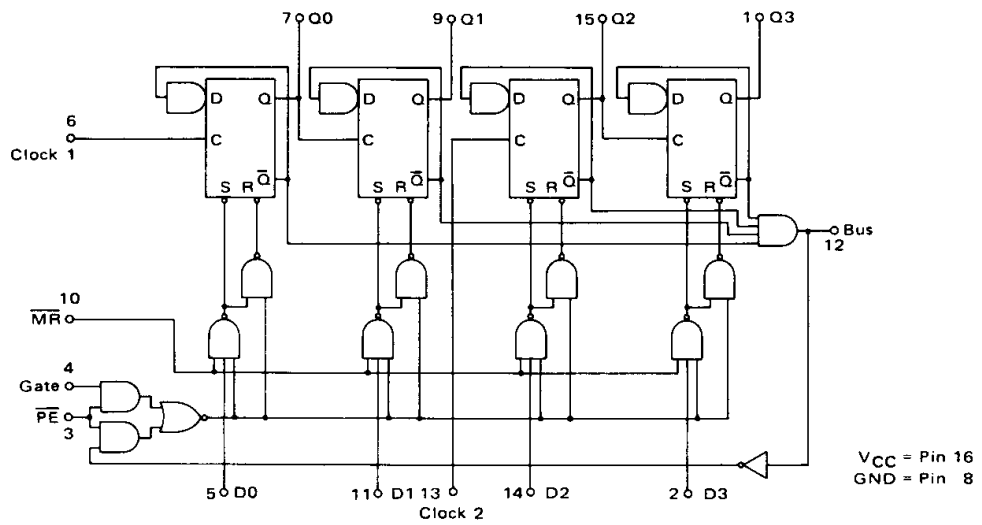 7 Q0
9 Q1
15 Q2
1 Q3
D Q
D Q
D Q
D Q
6
Clock 1
C
C
C
C
S R Q̅
S R Q̅
S R Q̅
S R Q̅
Bus
12
10
M̅R̅
4
Gate
P̅E̅
3
VCC = Pin 16
GND = Pin 8
5 D0
11 D1
13
Clock 2
14 D2
2 D3